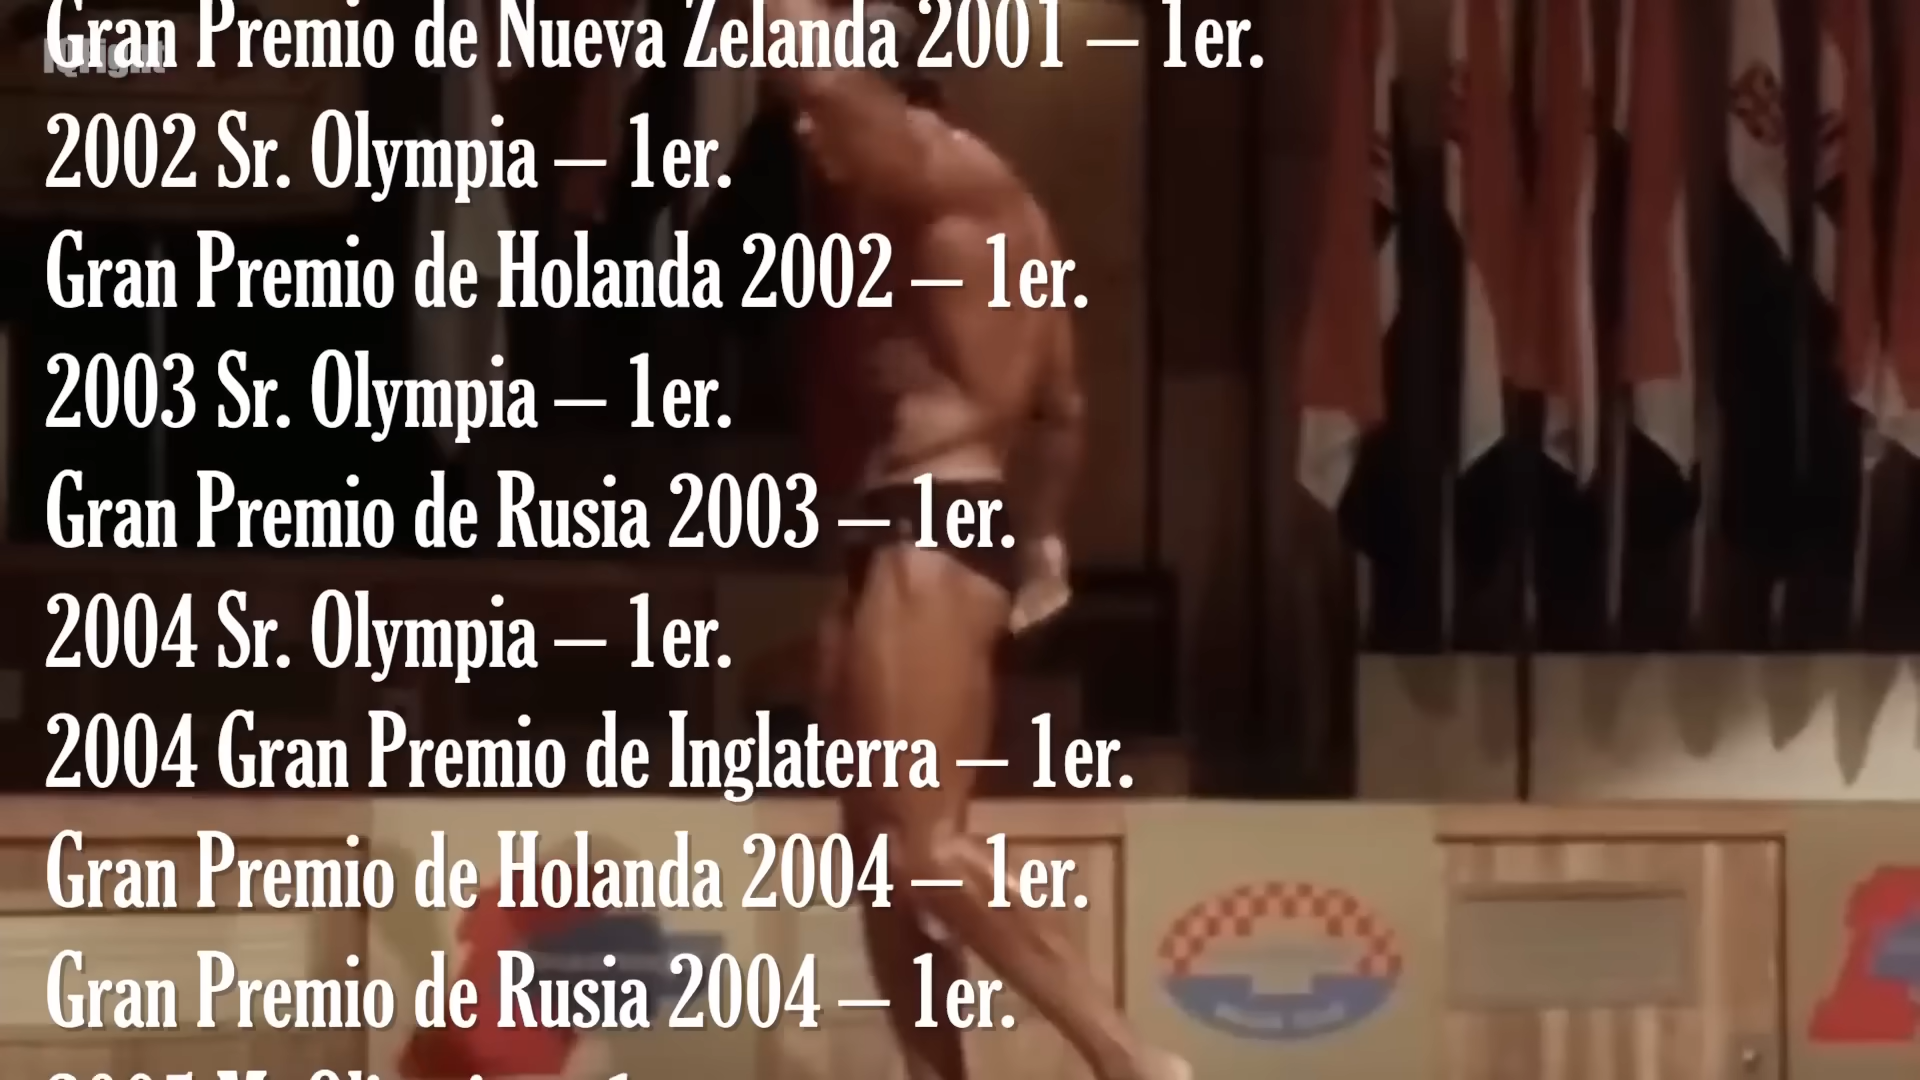 Gran Premio de Nueva Zelanda 2001 – 1er.
2002 Sr. Olympia – 1er.
Gran Premio de Holanda 2002 – 1er.
2003 Sr. Olympia – 1er.
Gran Premio de Rusia 2003 – 1er.
2004 Sr. Olympia – 1er.
2004 Gran Premio de Inglaterra – 1er.
Gran Premio de Holanda 2004 – 1er.
Gran Premio de Rusia 2004 – 1er.